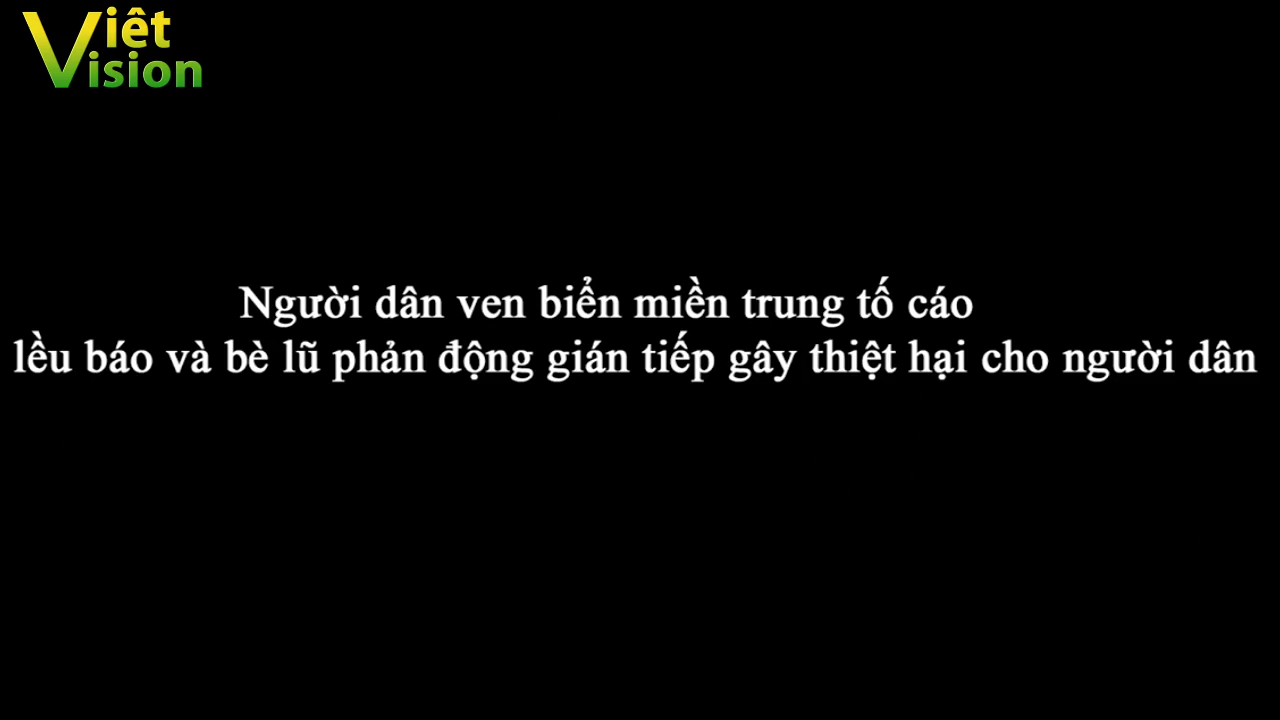 Việt
Vision
Người dân ven biển miền trung tố cáo
lều báo và bè lũ phản động gián tiếp gây thiệt hại cho người dân